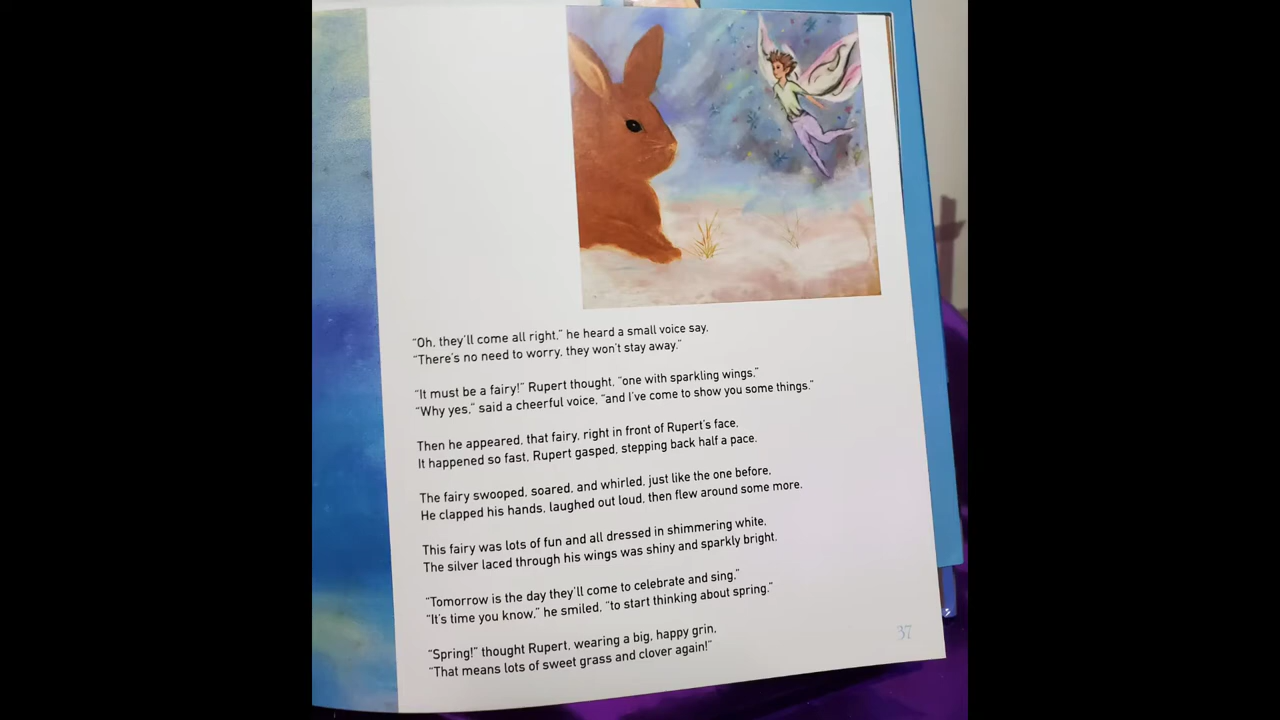 “Oh, they’ll come all right,” he heard a small voice say,
“There’s no need to worry, they won’t stay away.”
“It must be a fairy!” Rupert thought, “one with sparkling wings,”
“Why yes,” said a cheerful voice, “and I’ve come to show you some things.”
Then he appeared, that fairy, right in front of Rupert’s face,
It happened so fast, Rupert gasped, stepping back half a pace.
The fairy swooped, soared, and whirled, just like the one before,
He clapped his hands, laughed out loud, then flew around some more.
This fairy was lots of fun and all dressed in shimmering white,
The silver laced through his wings was shiny and sparkly bright.
“Tomorrow is the day they’ll come to celebrate and sing,”
“It’s time you know,” he smiled, “to start thinking about spring.”
“Spring!” thought Rupert, wearing a big, happy grin,
“That means lots of sweet grass and clover again!”
37